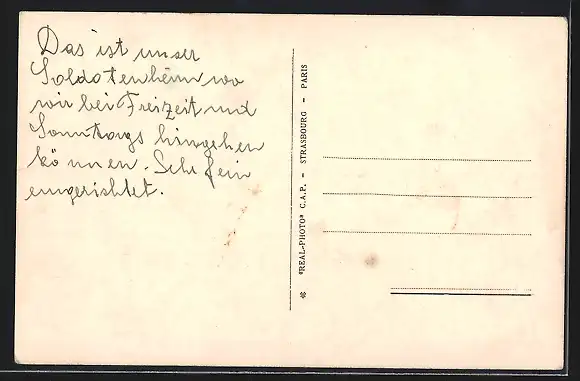 Das ist unser
Soldatenheim wo
wir bei Freizeit und
Sonntags hingehen
können. Sehr fein
eingerichtet.
"REAL-PHOTO" C.A.P. - STRASBOURG - PARIS